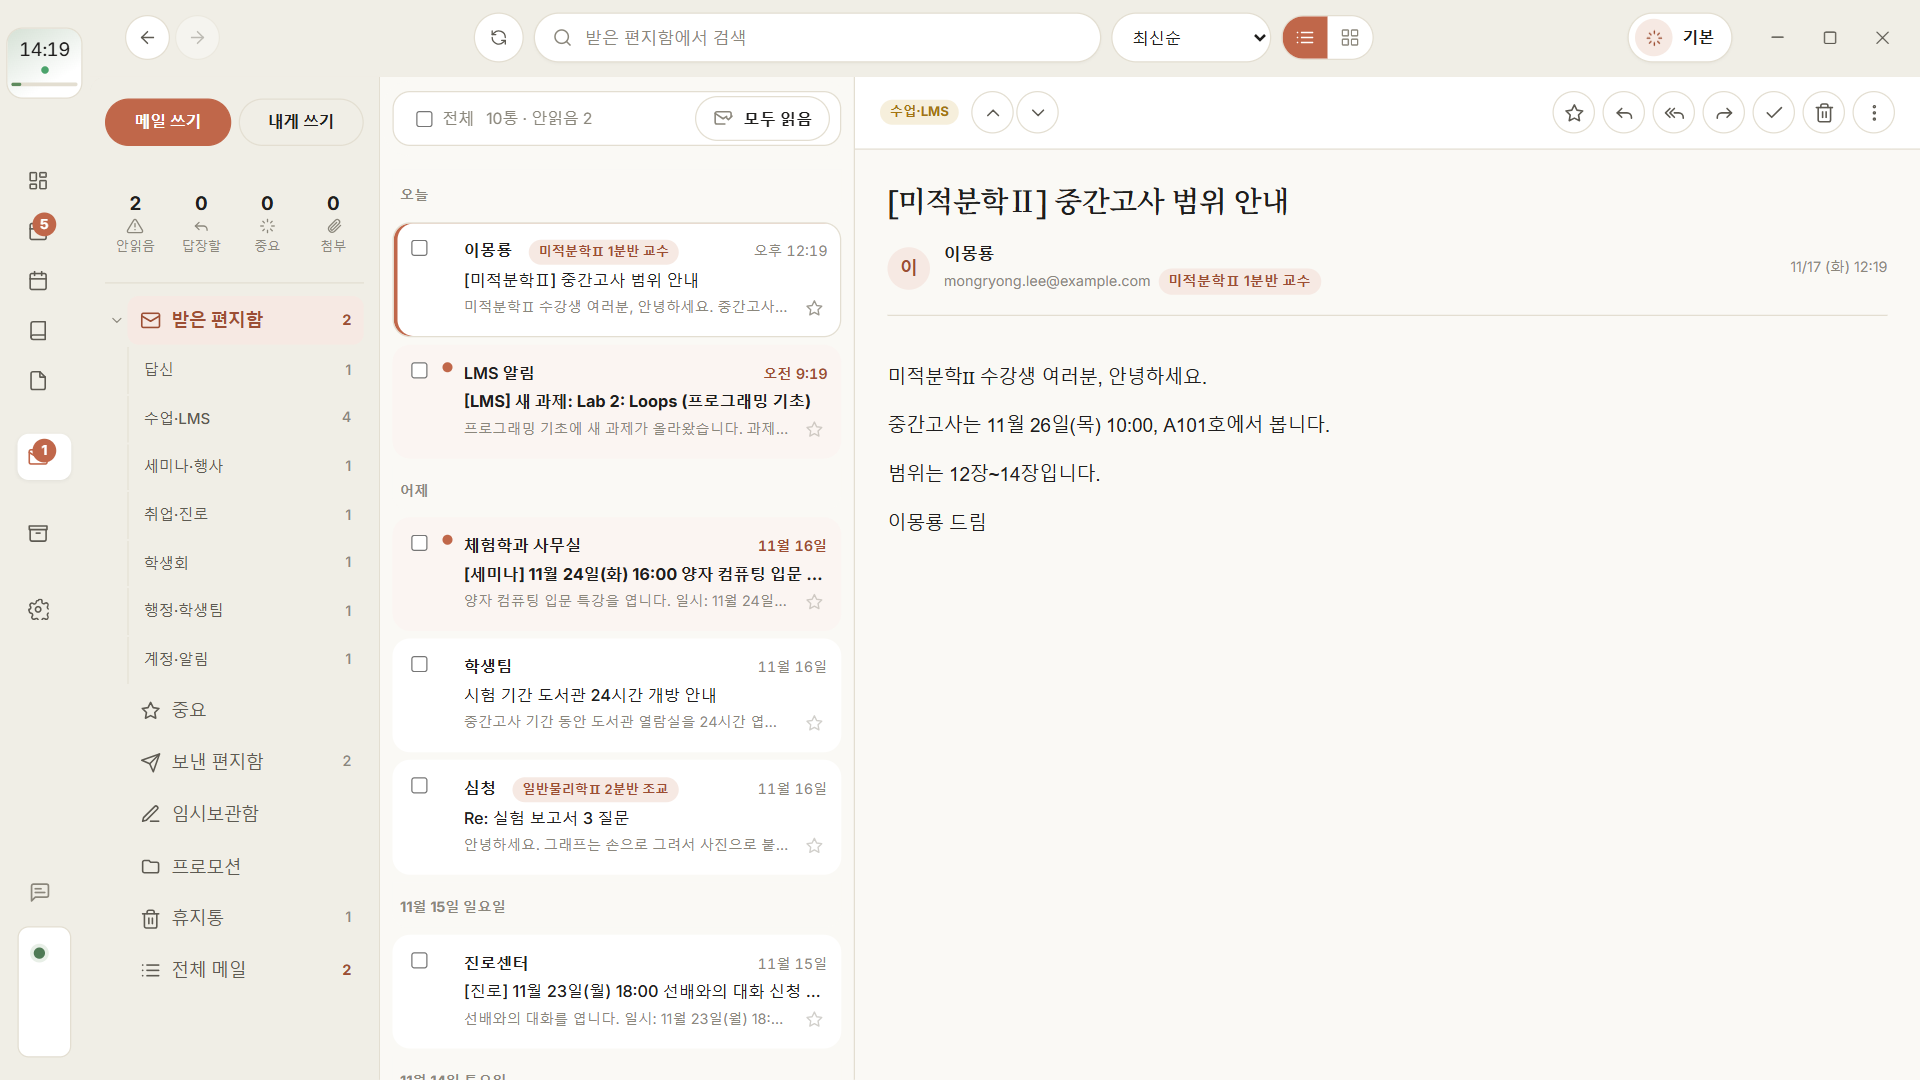 14:19
받은 편지함에서 검색
최신순
기본
메일 쓰기
내게 쓰기
2 0 0 0
안읽음 답장할 중요 첨부
5
1
받은 편지함 2
답신 1
수업·LMS 4
세미나·행사 1
취업·진로 1
학생회 1
행정·학생팀 1
계정·알림 1
중요
보낸 편지함 2
임시보관함
프로모션
휴지통 1
전체 메일 2
전체 10통 · 안읽음 2
모두 읽음
오늘
이몽룡 미적분학Ⅱ 1분반 교수 오후 12:19
[미적분학Ⅱ] 중간고사 범위 안내
미적분학Ⅱ 수강생 여러분, 안녕하세요. 중간고사...
LMS 알림 오전 9:19
[LMS] 새 과제: Lab 2: Loops (프로그래밍 기초)
프로그래밍 기초에 새 과제가 올라왔습니다. 과제...
어제
체험학과 사무실 11월 16일
[세미나] 11월 24일(화) 16:00 양자 컴퓨팅 입문 ...
양자 컴퓨팅 입문 특강을 엽니다. 일시: 11월 24일...
학생팀 11월 16일
시험 기간 도서관 24시간 개방 안내
중간고사 기간 동안 도서관 열람실을 24시간 엽...
심청 일반물리학Ⅱ 2분반 조교 11월 16일
Re: 실험 보고서 3 질문
안녕하세요. 그래프는 손으로 그려서 사진으로 붙...
11월 15일 일요일
진로센터 11월 15일
[진로] 11월 23일(월) 18:00 선배와의 대화 신청 ...
선배와의 대화를 엽니다. 일시: 11월 23일(월) 18:...
11월 14일 토요일
수업·LMS
[미적분학Ⅱ] 중간고사 범위 안내
이
이몽룡
mongryong.lee@example.com 미적분학Ⅱ 1분반 교수
11/17 (화) 12:19
미적분학Ⅱ 수강생 여러분, 안녕하세요.
중간고사는 11월 26일(목) 10:00, A101호에서 봅니다.
범위는 12장~14장입니다.
이몽룡 드림